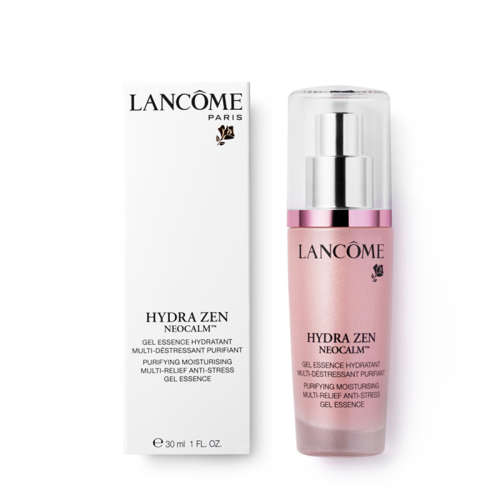 LANCÔME
PARIS
HYDRA ZEN
NEOCALM™
GEL ESSENCE HYDRATANT
MULTI-DÉSTRESSANT PURIFIANT
PURIFYING MOISTURISING
MULTI-RELIEF ANTI-STRESS
GEL ESSENCE
℮ 30 ml 1 FL. OZ.
LANCÔME
HYDRA ZEN
NEOCALM™
GEL ESSENCE HYDRATANT
MULTI-DÉSTRESSANT PURIFIANT
PURIFYING MOISTURISING
MULTI-RELIEF ANTI-STRESS
GEL ESSENCE